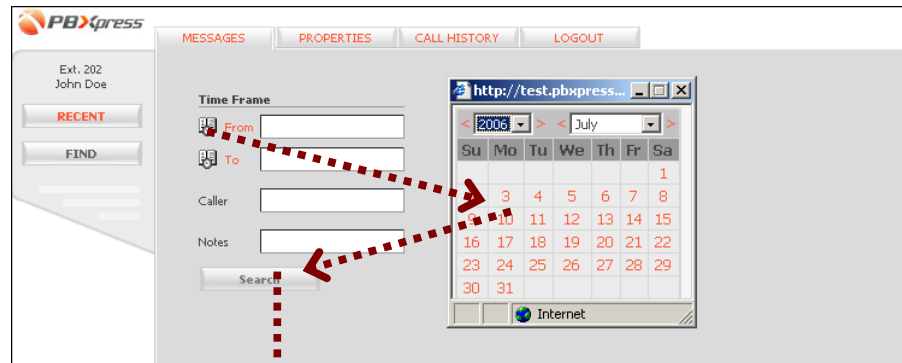 PBXpress
MESSAGES PROPERTIES CALL HISTORY LOGOUT
Ext. 202
John Doe
RECENT
FIND
Time Frame
From
To
Caller
Notes
Search
http://test.pbxpress...
< 2006 > < July >
Su Mo Tu We Th Fr Sa
1
3 4 5 6 7 8
9 10 11 12 13 14 15
16 17 18 19 20 21 22
23 24 25 26 27 28 29
30 31
Internet